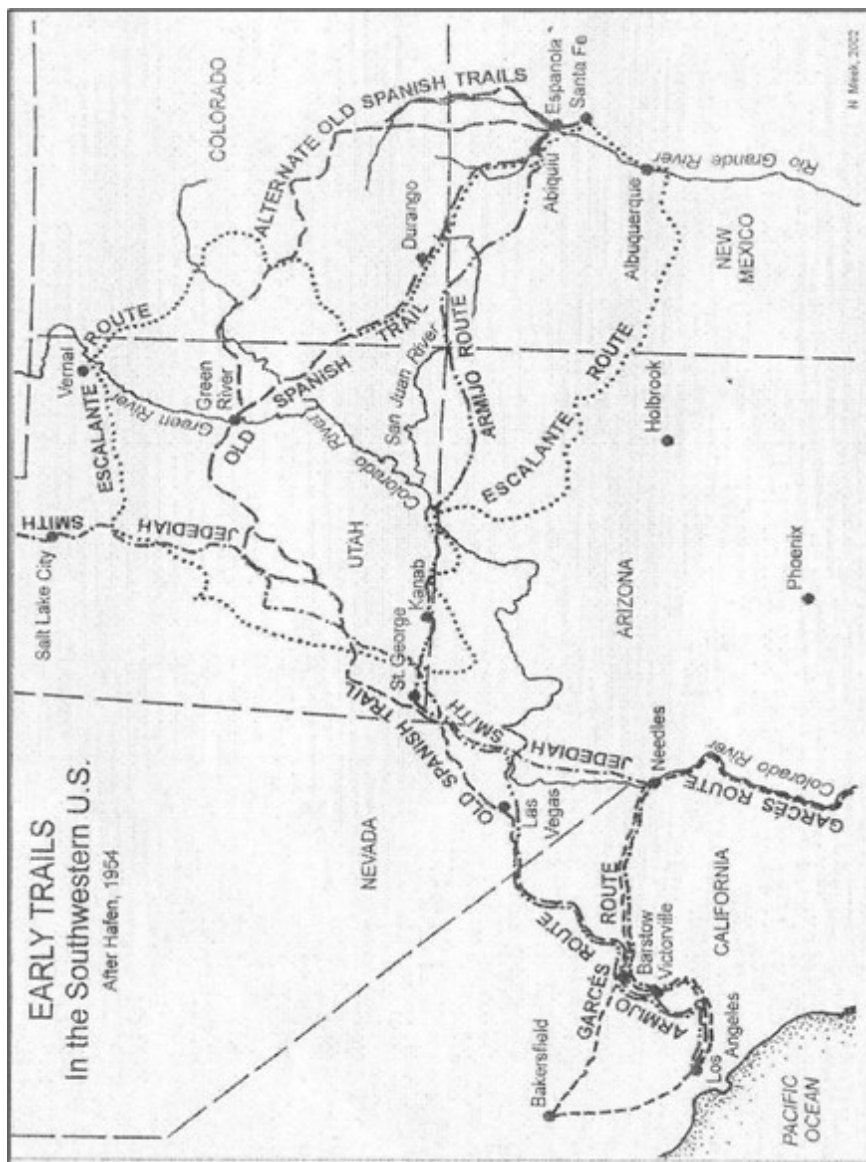 EARLY TRAILS
In the Southwestern U.S.
After Hafen, 1954
COLORADO
ALTERNATE OLD SPANISH TRAILS
Vernal
ROUTE
ESCALANTE
Salt Lake City
SMITH
JEDEDIAH
Green River
Green
River
OLD
SPANISH
TRAIL
Durango
UTAH
Colorado
River
San Juan River
ARMIJO
ROUTE
Espanola
Santa Fe
Abiquiu
Albuquerque
Rio Grande River
NEW
MEXICO
ESCALANTE
ROUTE
Holbrook
Kanab
St. George
ARIZONA
Phoenix
NEVADA
OLD SPANISH TRAIL
Las
Vegas
SMITH
JEDEDIAH
Needles
Colorado River
GARCÉS ROUTE
ROUTE
GARCÉS
ROUTE
Barstow
Victorville
ARMIJO
CALIFORNIA
Bakersfield
Los
Angeles
PACIFIC
OCEAN
N Meek, 2002